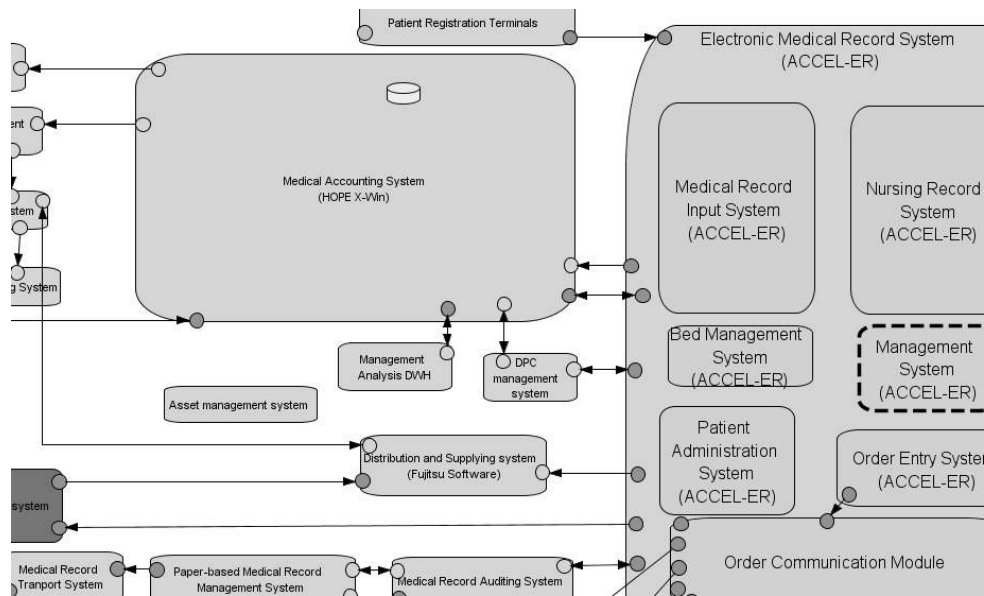 Patient Registration Terminals
Electronic Medical Record System
(ACCEL-ER)
Medical Accounting System
(HOPE X-Win)
Medical Record
Input System
(ACCEL-ER)
Nursing Record
System
(ACCEL-ER)
g System
Management
Analysis DWH
DPC
management
system
Bed Management
System
(ACCEL-ER)
Management
System
(ACCEL-ER)
Asset management system
Patient
Administration
System
(ACCEL-ER)
Distribution and Supplying system
(Fujitsu Software)
Order Entry System
(ACCEL-ER)
system
Medical Record
Tranport System
Paper-based Medical Record
Management System
Medical Record Auditing System
Order Communication Module